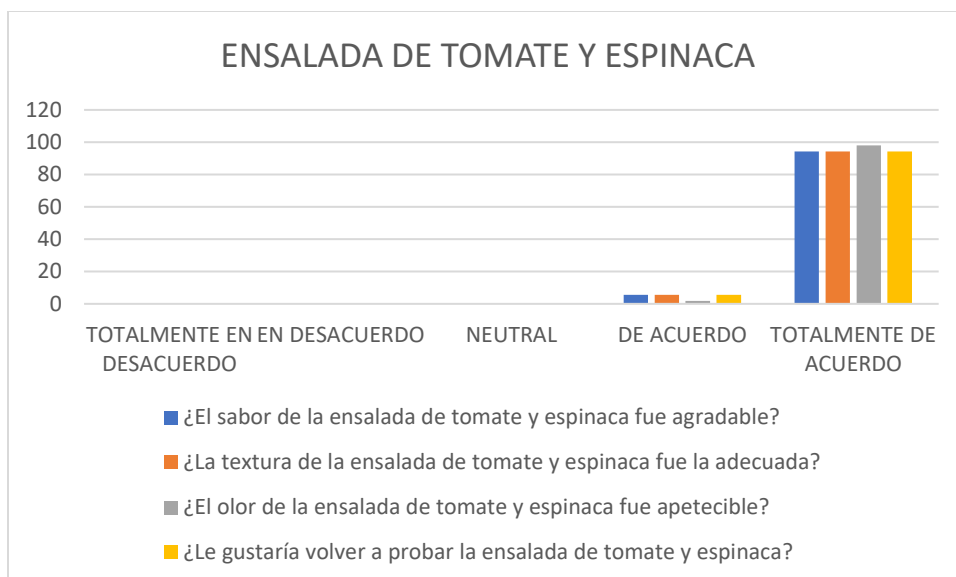 ENSALADA DE TOMATE Y ESPINACA
120
100
80
60
40
20
0
TOTALMENTE EN DESACUERDO
EN DESACUERDO
NEUTRAL
DE ACUERDO
TOTALMENTE DE ACUERDO
¿El sabor de la ensalada de tomate y espinaca fue agradable?
¿La textura de la ensalada de tomate y espinaca fue la adecuada?
¿El olor de la ensalada de tomate y espinaca fue apetecible?
¿Le gustaría volver a probar la ensalada de tomate y espinaca?